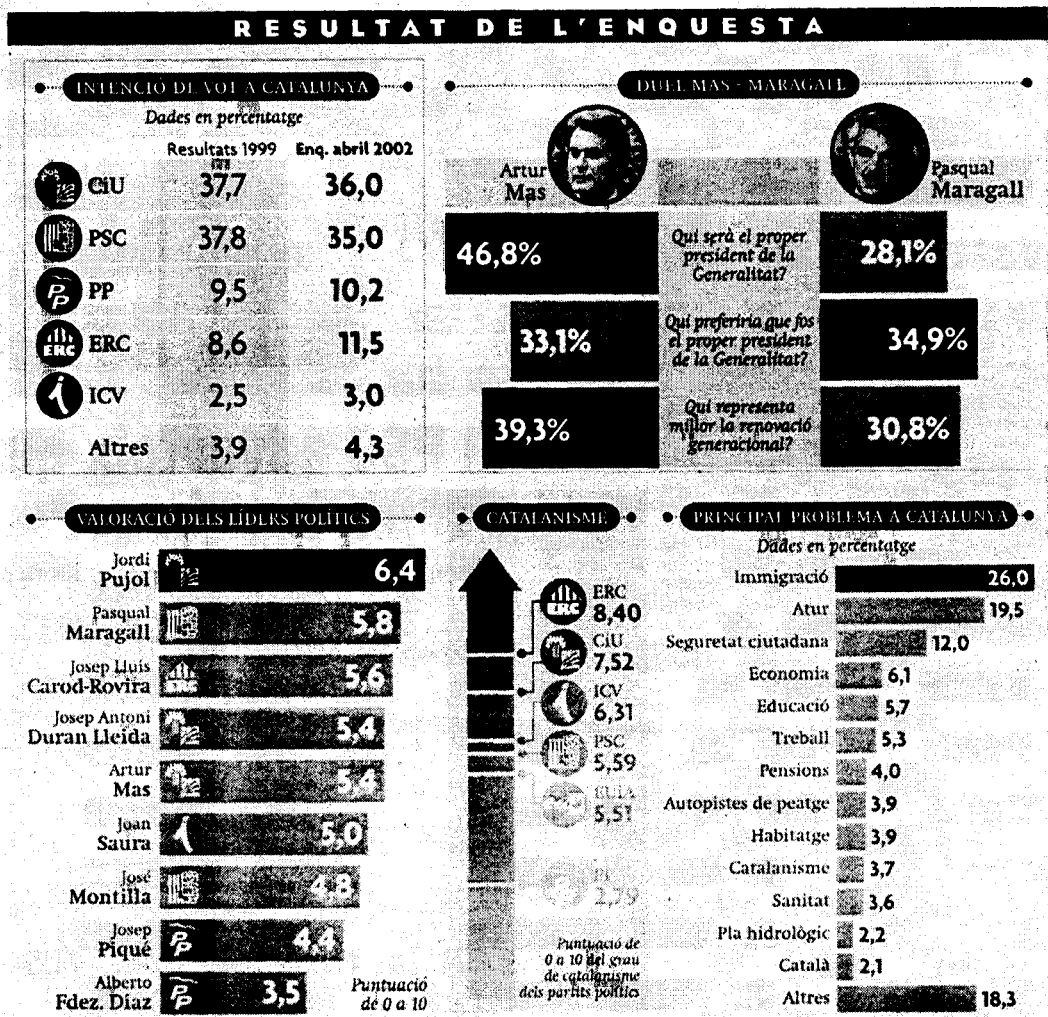 RESULTAT DE L'ENQUESTA
INTENCIÓ DE VOT A CATALUNYA
Dades en percentatge
Resultats 1999 Enq. abril 2002
CiU 37,7 36,0
PSC 37,8 35,0
PP 9,5 10,2
ERC ERC 8,6 11,5
ICV 2,5 3,0
Altres 3,9 4,3
DUEL MAS - MARAGALL
Artur
Mas
Pasqual
Maragall
46,8%
Qui serà el proper
president de la
Generalitat?
28,1%
33,1%
Qui preferiria que fos
el proper president
de la Generalitat?
34,9%
39,3%
Qui representa
millor la renovació
generacional?
30,8%
VALORACIÓ DELS LÍDERS POLÍTICS
Jordi
Pujol 6,4
Pasqual
Maragall 5,8
Josep Lluís
Carod-Rovira ERC 5,6
Josep Antoni
Duran Lleida 5,4
Artur
Mas 5,4
Joan
Saura 5,0
José
Montilla 4,8
Josep
Piqué PP 4,4
Alberto
Fdez. Díaz PP 3,5
Puntuació
de 0 a 10
CATALANISME
ERC
ERC 8,40
CiU
7,52
ICV
6,31
PSC
5,59
EUIA
5,51
2,79
Puntuació de
0 a 10 del grau
de catalanisme
dels partits polítics
PRINCIPAL PROBLEMA A CATALUNYA
Dades en percentatge
Immigració 26,0
Atur 19,5
Seguretat ciutadana 12,0
Economia 6,1
Educació 5,7
Treball 5,3
Pensions 4,0
Autopistes de peatge 3,9
Habitatge 3,9
Catalanisme 3,7
Sanitat 3,6
Pla hidrològic 2,2
Català 2,1
Altres 18,3